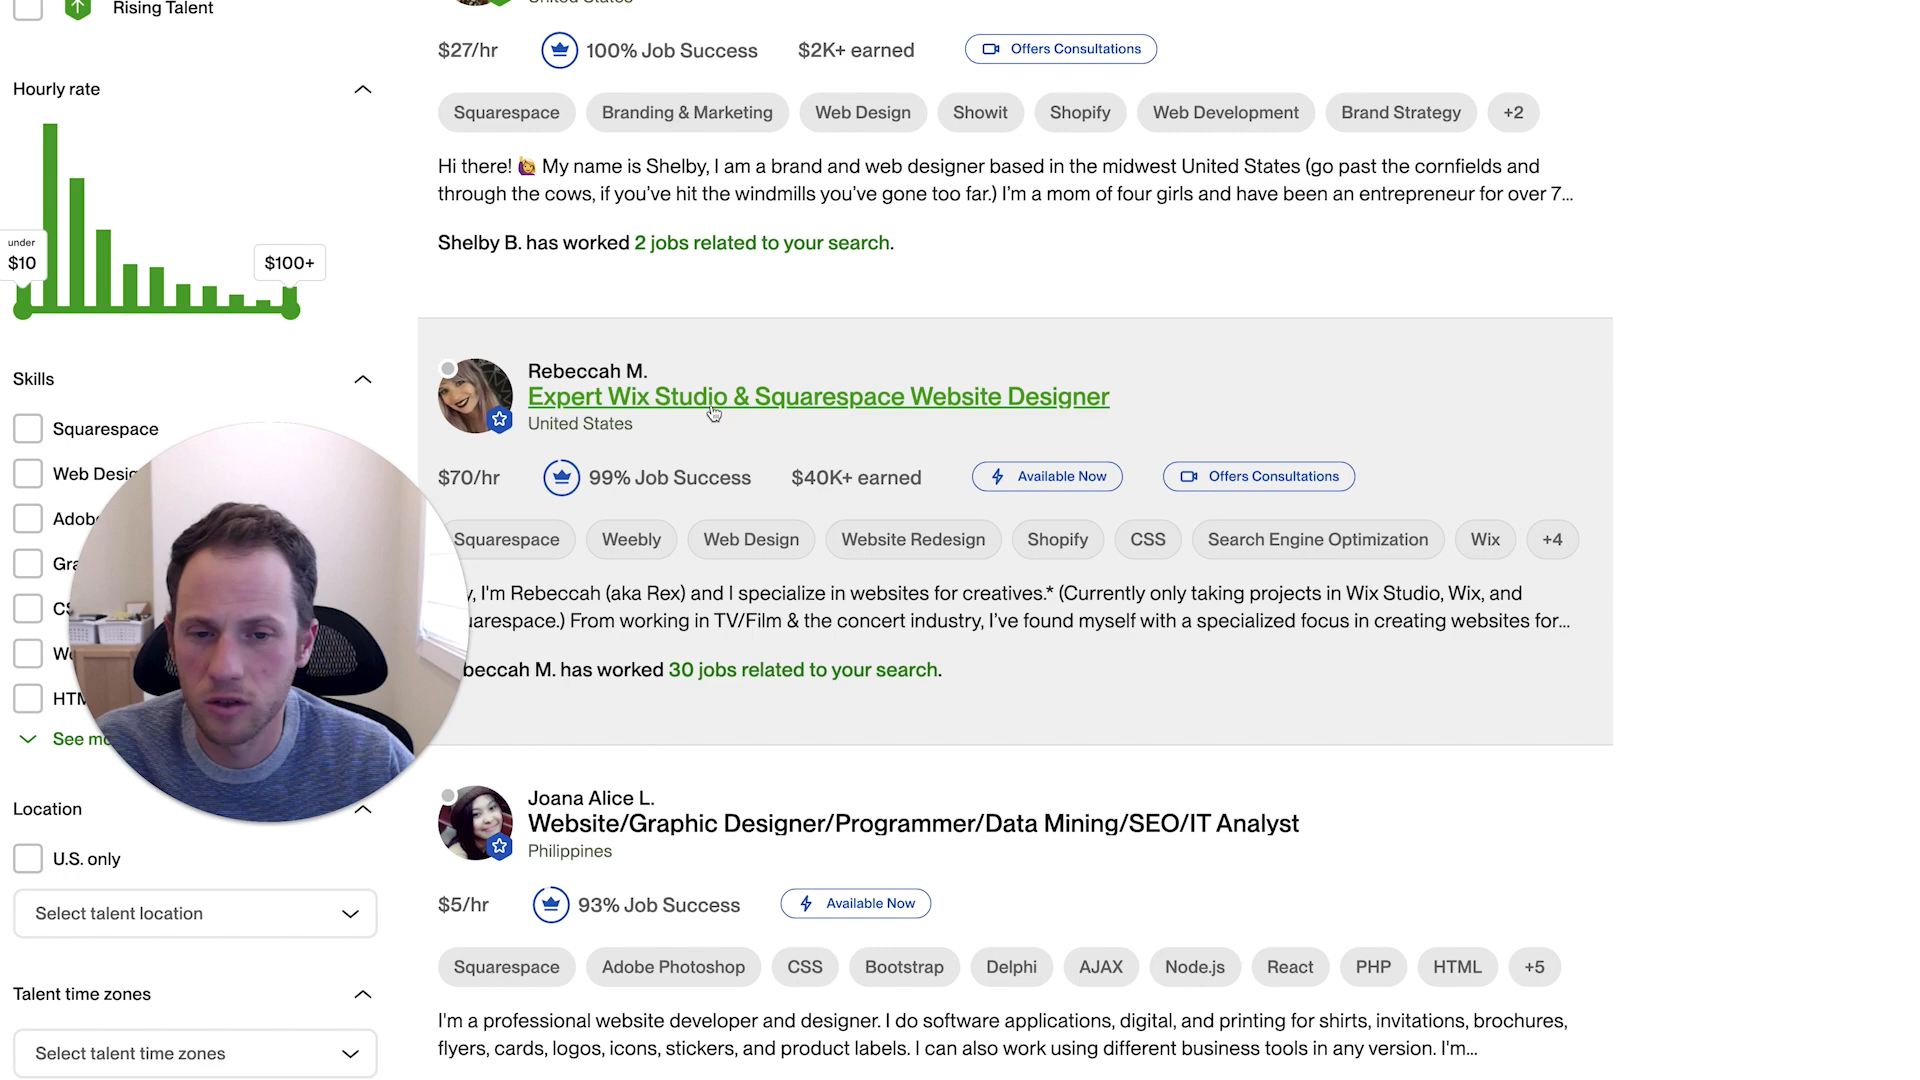 Rising Talent
Hourly rate
under
$10
$100+
Skills
Squarespace
Web
See
Location
U.S. only
Select talent location
Talent time zones
Select talent time zones
$27/hr
100% Job Success
$2K+ earned
Offers Consultations
Squarespace
Branding & Marketing
Web Design
Showit
Shopify
Web Development
Brand Strategy
+2
Hi there! 🙋‍♀️ My name is Shelby, I am a brand and web designer based in the midwest United States (go past the cornfields and
through the cows, if you've hit the windmills you've gone too far.) I'm a mom of four girls and have been an entrepreneur for over 7...
Shelby B. has worked 2 jobs related to your search.
Rebeccah M.
Expert Wix Studio & Squarespace Website Designer
United States
$70/hr
99% Job Success
$40K+ earned
Available Now
Offers Consultations
Squarespace
Weebly
Web Design
Website Redesign
Shopify
CSS
Search Engine Optimization
Wix
+4
I'm Rebeccah (aka Rex) and I specialize in websites for creatives.* (Currently only taking projects in Wix Studio, Wix, and
From working in TV/Film & the concert industry, I've found myself with a specialized focus in creating websites for...
M. has worked 30 jobs related to your search.
Joana Alice L.
Website/Graphic Designer/Programmer/Data Mining/SEO/IT Analyst
Philippines
$5/hr
93% Job Success
Available Now
Squarespace
Adobe Photoshop
CSS
Bootstrap
Delphi
AJAX
Node.js
React
PHP
HTML
+5
I'm a professional website developer and designer. I do software applications, digital, and printing for shirts, invitations, brochures,
flyers, cards, logos, icons, stickers, and product labels. I can also work using different business tools in any version. I'm...